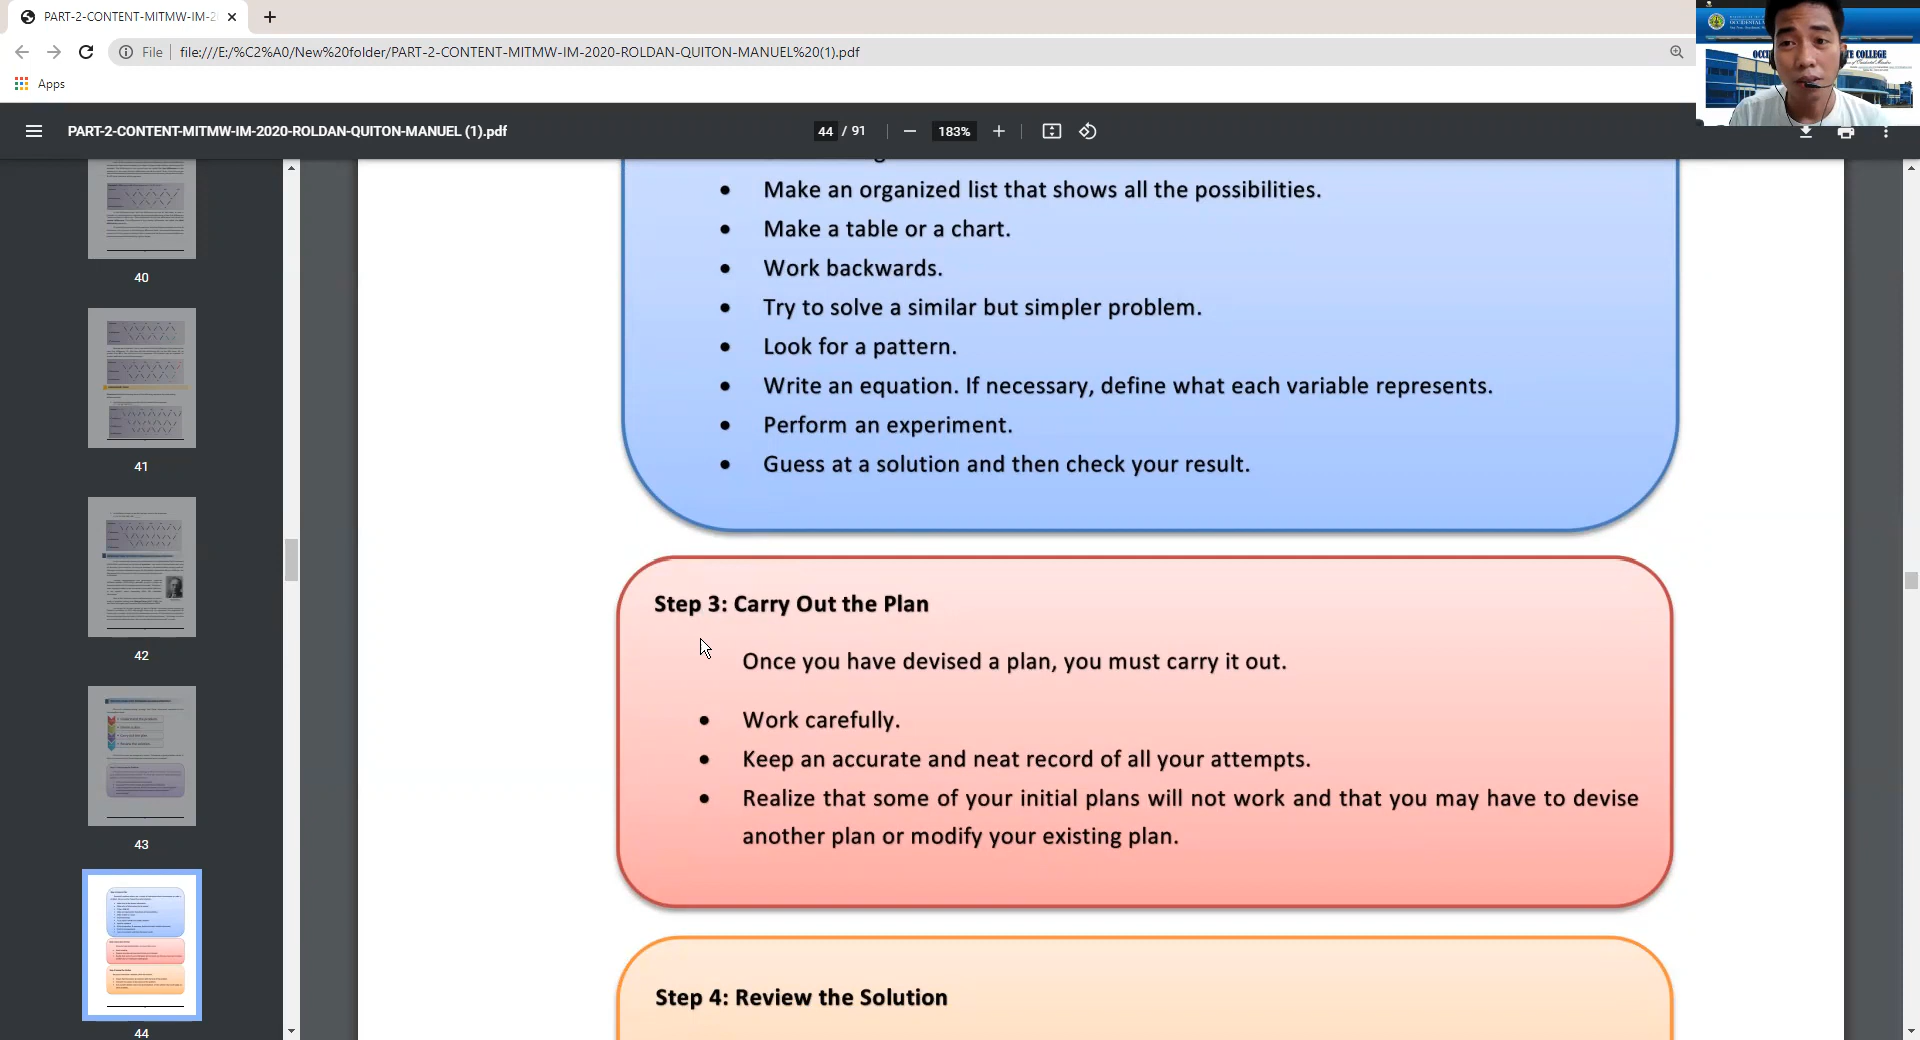 PART-2-CONTENT-MITMW-IM-2
File
file:///E:/%C2%A0/New%20folder/PART-2-CONTENT-MITMW-IM-2020-ROLDAN-QUITON-MANUEL%20(1).pdf
Apps
PART-2-CONTENT-MITMW-IM-2020-ROLDAN-QUITON-MANUEL (1).pdf
44 / 91
183%
40
41
42
43
44
• Make an organized list that shows all the possibilities.
• Make a table or a chart.
• Work backwards.
• Try to solve a similar but simpler problem.
• Look for a pattern.
• Write an equation. If necessary, define what each variable represents.
• Perform an experiment.
• Guess at a solution and then check your result.
Step 3: Carry Out the Plan
Once you have devised a plan, you must carry it out.
• Work carefully.
• Keep an accurate and neat record of all your attempts.
• Realize that some of your initial plans will not work and that you may have to devise
another plan or modify your existing plan.
Step 4: Review the Solution